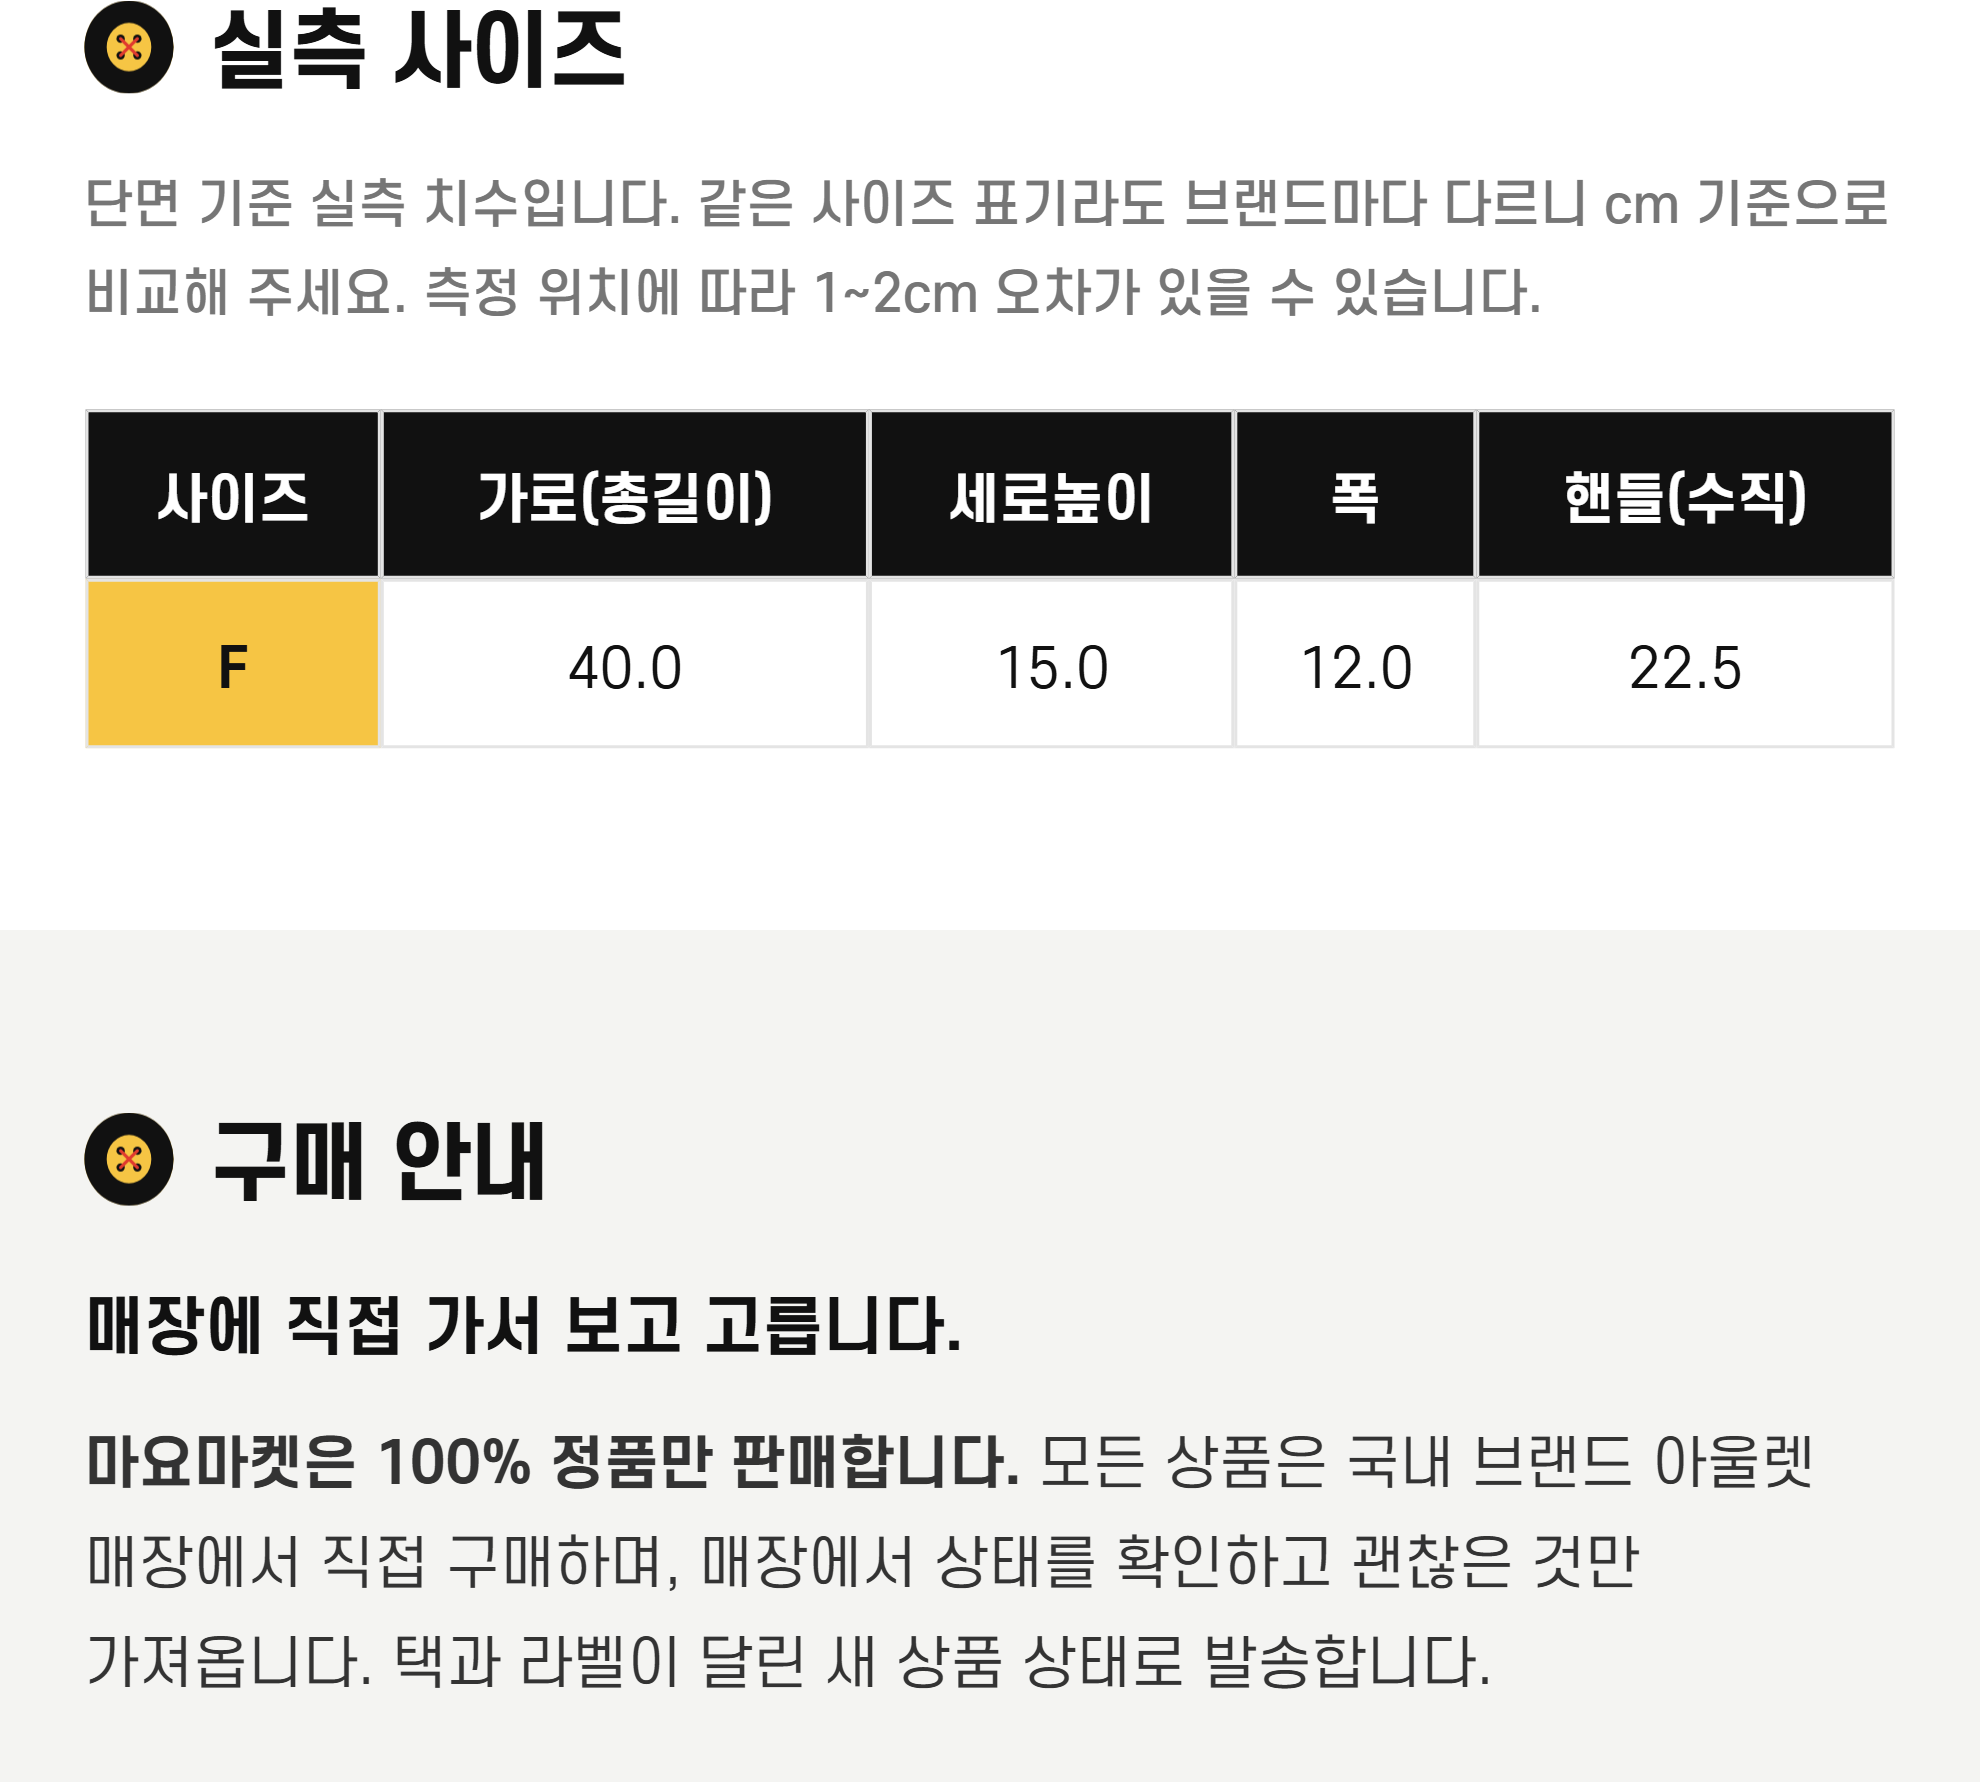 실측 사이즈
단면 기준 실측 치수입니다. 같은 사이즈 표기라도 브랜드마다 다르니 cm 기준으로
비교해 주세요. 측정 위치에 따라 1~2cm 오차가 있을 수 있습니다.
사이즈 가로(총길이) 세로높이 폭 핸들(수직)
F 40.0 15.0 12.0 22.5
구매 안내
매장에 직접 가서 보고 고릅니다.
마요마켓은 100% 정품만 판매합니다. 모든 상품은 국내 브랜드 아울렛
매장에서 직접 구매하며, 매장에서 상태를 확인하고 괜찮은 것만
가져옵니다. 택과 라벨이 달린 새 상품 상태로 발송합니다.